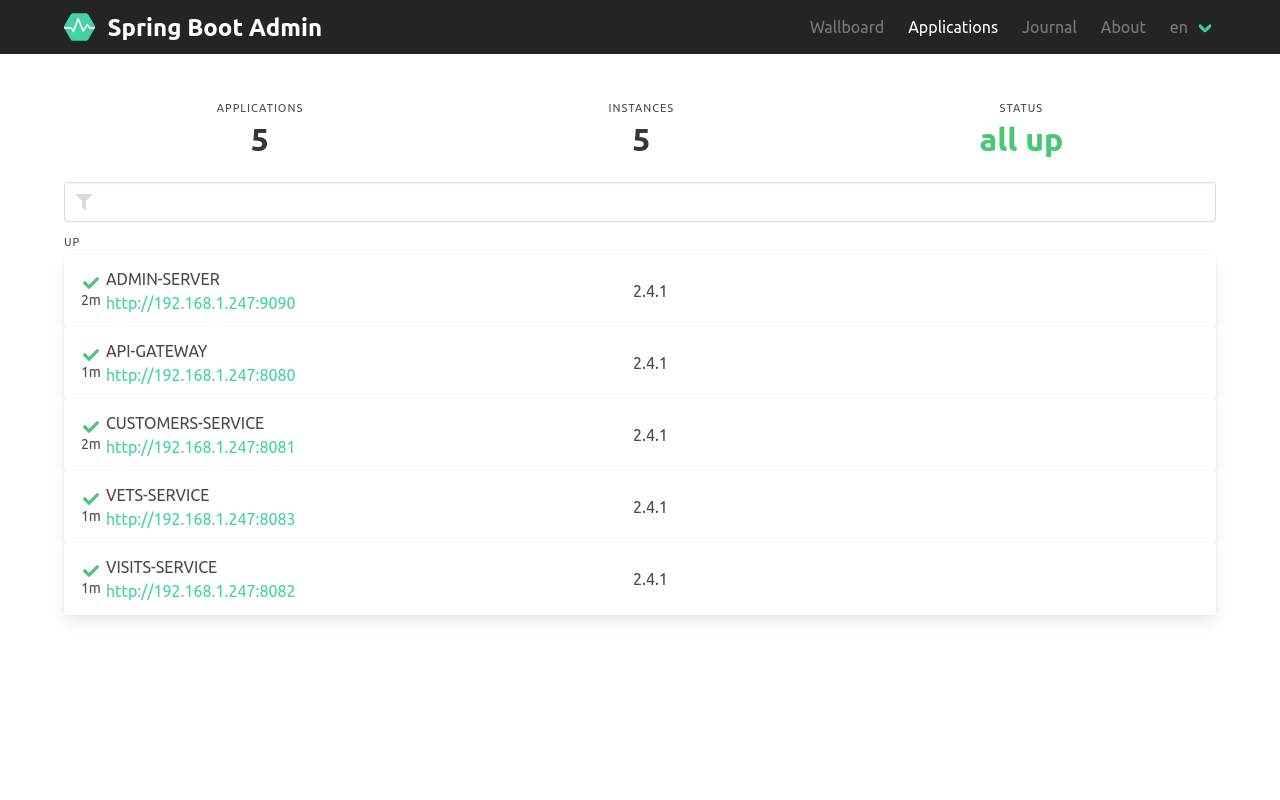 Spring Boot Admin
Wallboard Applications Journal About en
APPLICATIONS INSTANCES STATUS
5 5 all up
UP
ADMIN-SERVER
2m http://192.168.1.247:9090 2.4.1
API-GATEWAY
1m http://192.168.1.247:8080 2.4.1
CUSTOMERS-SERVICE
2m http://192.168.1.247:8081 2.4.1
VETS-SERVICE
1m http://192.168.1.247:8083 2.4.1
VISITS-SERVICE
1m http://192.168.1.247:8082 2.4.1